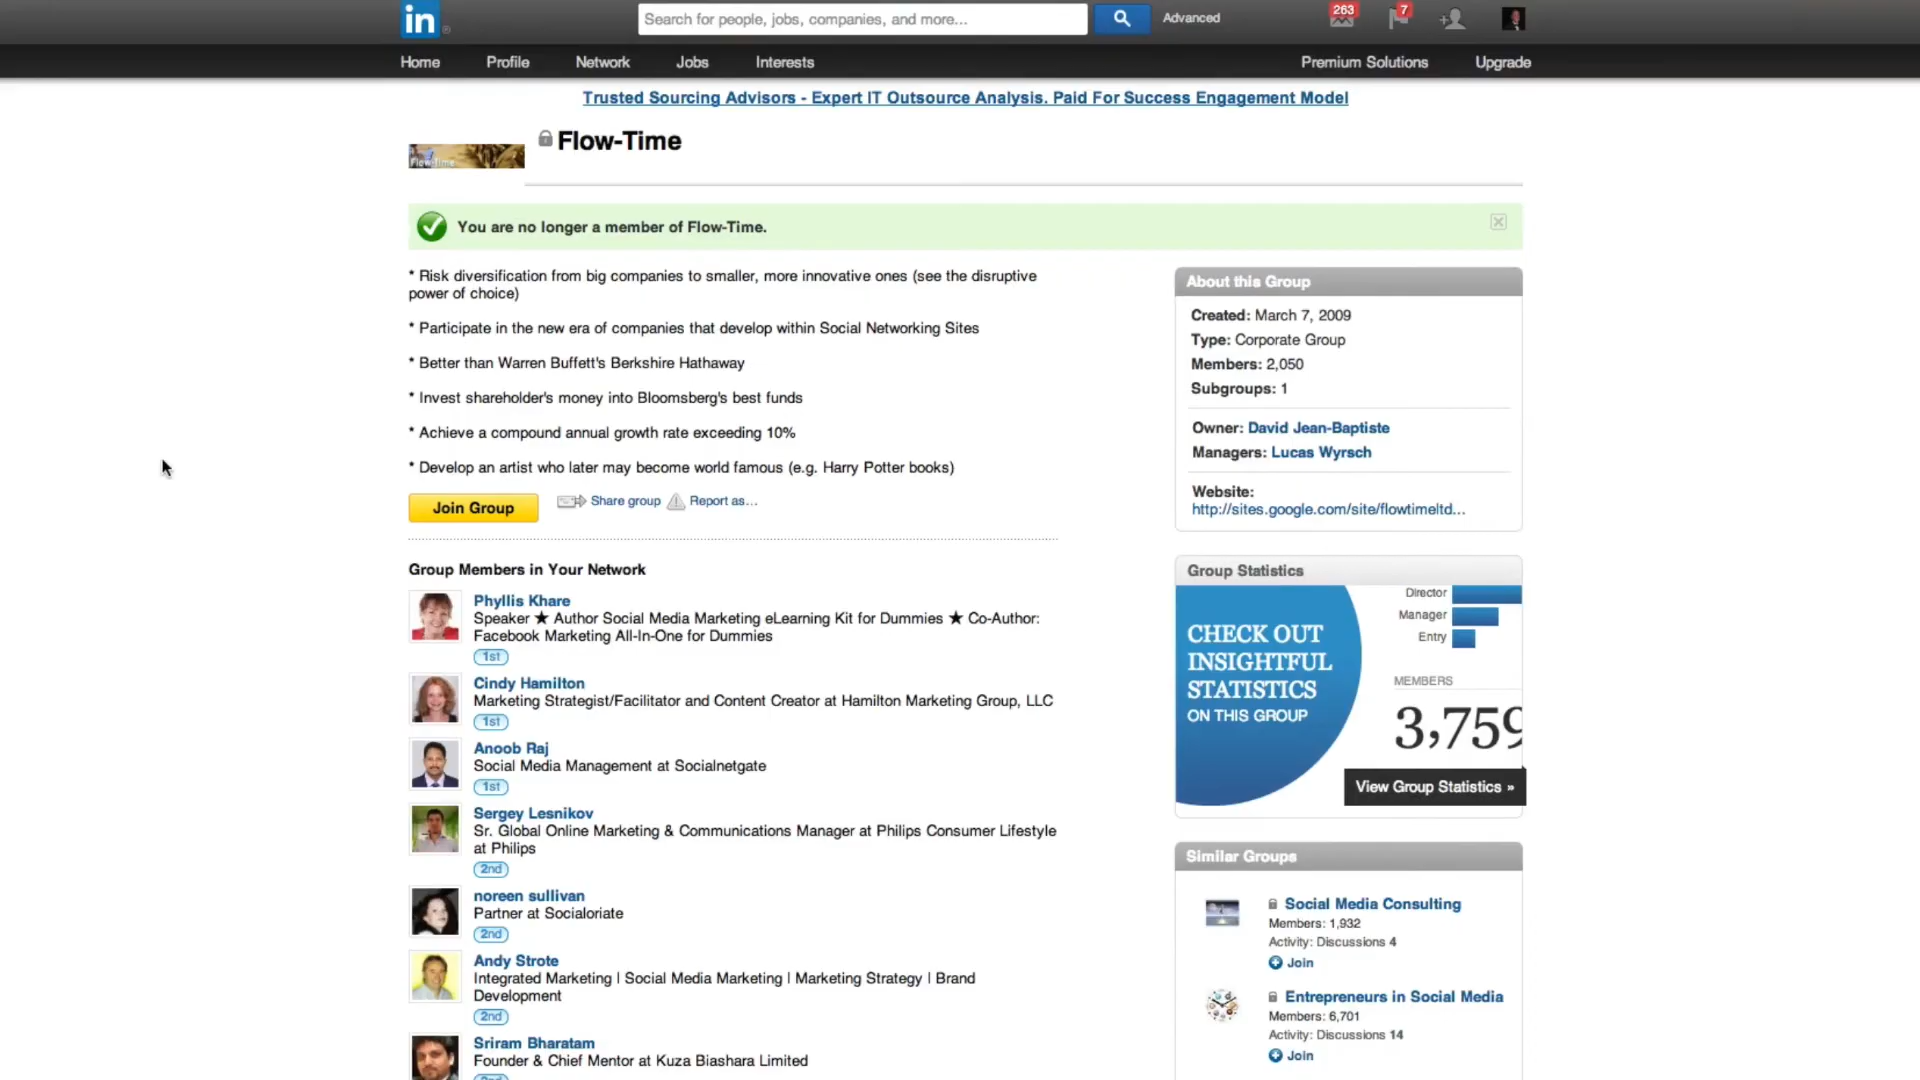 in
Search for people, jobs, companies, and more...
Advanced
263
7
Home
Profile
Network
Jobs
Interests
Premium Solutions
Upgrade
Trusted Sourcing Advisors - Expert IT Outsource Analysis. Paid For Success Engagement Model
Flow-Time
Flow-Time
You are no longer a member of Flow-Time.
* Risk diversification from big companies to smaller, more innovative ones (see the disruptive
power of choice)
* Participate in the new era of companies that develop within Social Networking Sites
* Better than Warren Buffett's Berkshire Hathaway
* Invest shareholder's money into Bloomsberg's best funds
* Achieve a compound annual growth rate exceeding 10%
* Develop an artist who later may become world famous (e.g. Harry Potter books)
Join Group
Share group
Report as...
Group Members in Your Network
Phyllis Khare
Speaker ★ Author Social Media Marketing eLearning Kit for Dummies ★ Co-Author:
Facebook Marketing All-In-One for Dummies
1st
Cindy Hamilton
Marketing Strategist/Facilitator and Content Creator at Hamilton Marketing Group, LLC
1st
Anoob Raj
Social Media Management at Socialnetgate
1st
Sergey Lesnikov
Sr. Global Online Marketing & Communications Manager at Philips Consumer Lifestyle
at Philips
2nd
noreen sullivan
Partner at Socialoriate
2nd
Andy Strote
Integrated Marketing | Social Media Marketing | Marketing Strategy | Brand
Development
2nd
Sriram Bharatam
Founder & Chief Mentor at Kuza Biashara Limited
About this Group
Created: March 7, 2009
Type: Corporate Group
Members: 2,050
Subgroups: 1
Owner: David Jean-Baptiste
Managers: Lucas Wyrsch
Website:
http://sites.google.com/site/flowtimeltd...
Group Statistics
CHECK OUT
INSIGHTFUL
STATISTICS
ON THIS GROUP
Director
Manager
Entry
MEMBERS
3,759
View Group Statistics »
Similar Groups
Social Media Consulting
Members: 1,932
Activity: Discussions 4
Join
Entrepreneurs in Social Media
Members: 6,701
Activity: Discussions 14
Join